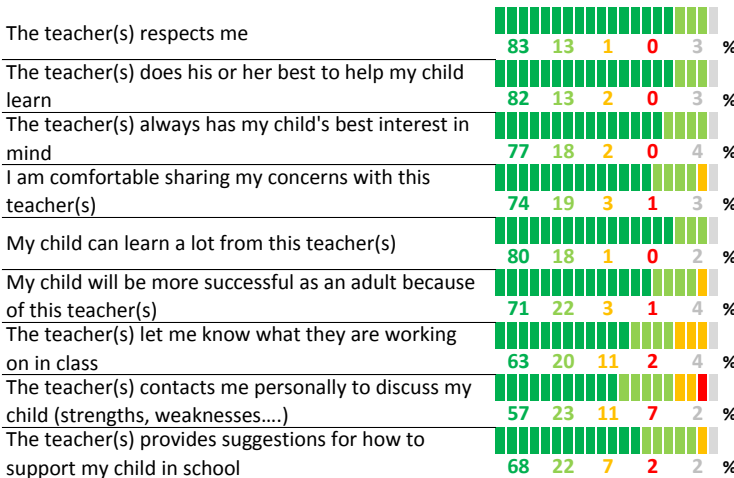 The teacher(s) respects me
83 13 1 0 3 %
The teacher(s) does his or her best to help my child
learn
82 13 2 0 3 %
The teacher(s) always has my child's best interest in
mind
77 18 2 0 4 %
I am comfortable sharing my concerns with this
teacher(s)
74 19 3 1 3 %
My child can learn a lot from this teacher(s)
80 18 1 0 2 %
My child will be more successful as an adult because
of this teacher(s)
71 22 3 1 4 %
The teacher(s) let me know what they are working
on in class
63 20 11 2 4 %
The teacher(s) contacts me personally to discuss my
child (strengths, weaknesses....)
57 23 11 7 2 %
The teacher(s) provides suggestions for how to
support my child in school
68 22 7 2 2 %